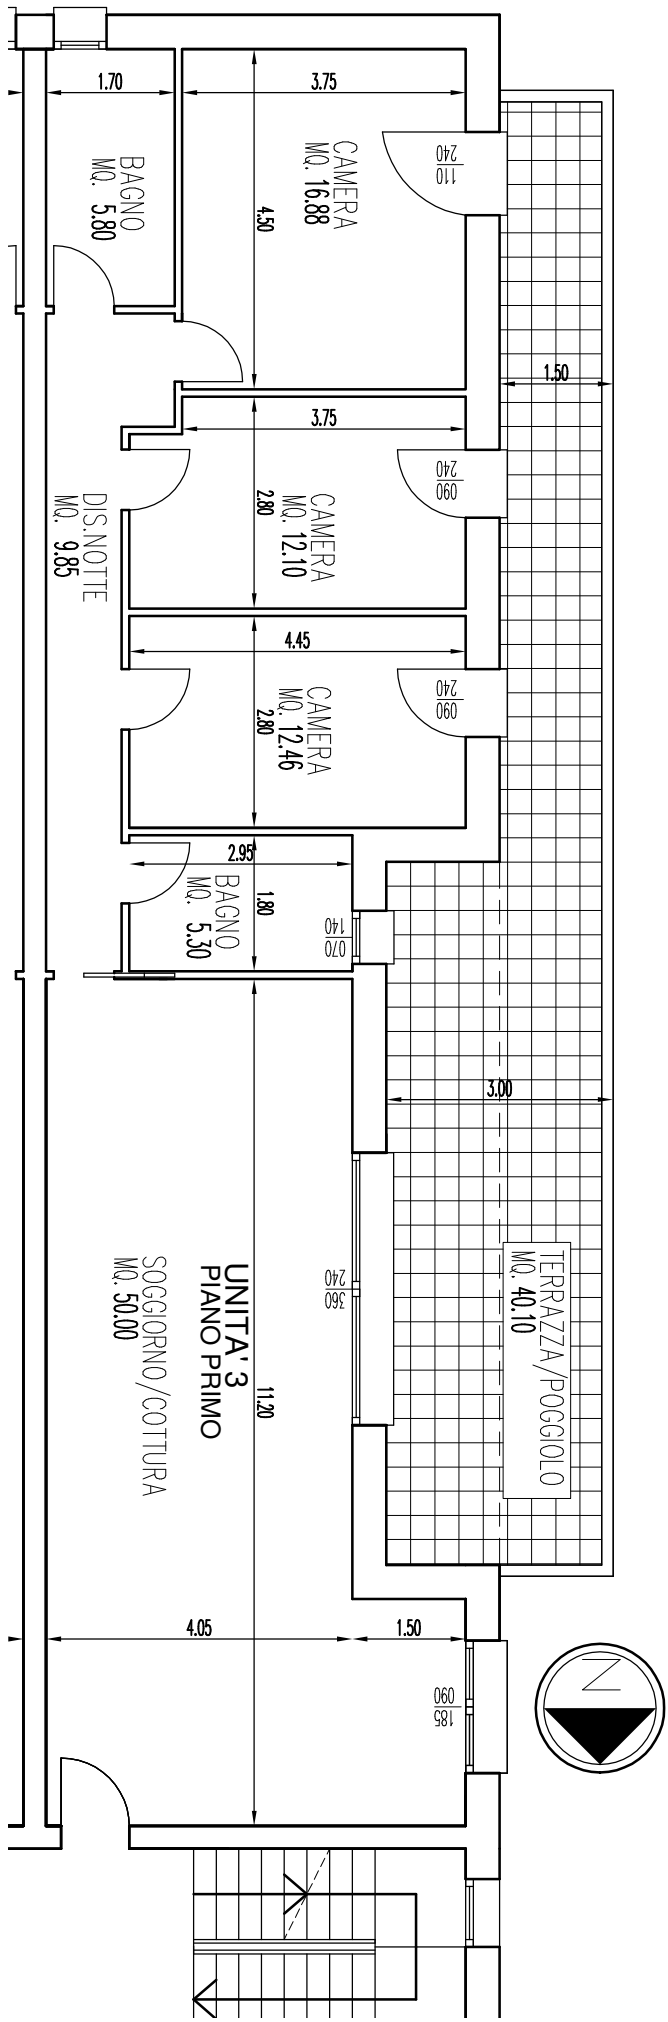 1.70
3.75
BAGNO
MQ. 5.80
CAMERA
MQ. 16.88
4.50
110
240
1.50
3.75
CAMERA
MQ. 12.10
2.80
090
240
DIS.NOTTE
MQ. 9.85
4.45
CAMERA
MQ. 12.46
2.80
090
240
2.95
BAGNO
MQ. 5.30
1.80
070
140
3.00
TERRAZZA/POGGIOLO
MQ. 40.10
360
240
UNITA' 3
PIANO PRIMO
SOGGIORNO/COTTURA
MQ. 50.00
11.20
4.05
1.50
185
090
N